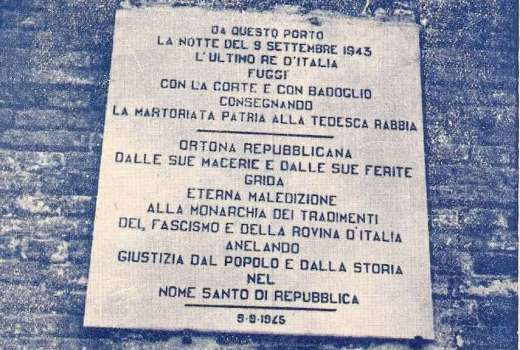 DA QUESTO PORTO
LA NOTTE DEL 9 SETTEMBRE 1943
L'ULTIMO RE D'ITALIA
FUGGÌ
CON LA CORTE E CON BADOGLIO
CONSEGNANDO
LA MARTORIATA PATRIA ALLA TEDESCA RABBIA
ORTONA REPUBBLICANA
DALLE SUE MACERIE E DALLE SUE FERITE
GRIDA
ETERNA MALEDIZIONE
ALLA MONARCHIA DEI TRADIMENTI
DEL FASCISMO E DELLA ROVINA D'ITALIA
ANELANDO
GIUSTIZIA DAL POPOLO E DALLA STORIA
NEL
NOME SANTO DI REPUBBLICA
9-9-1945